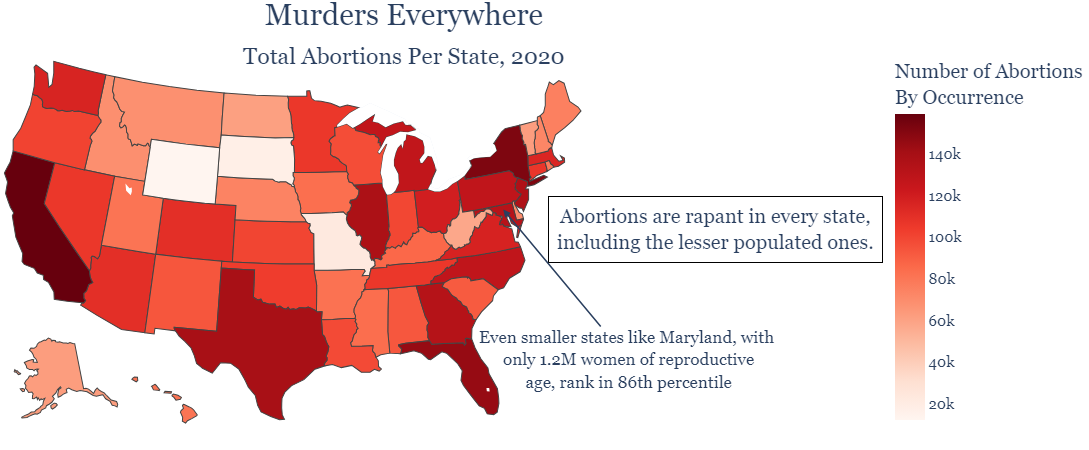 Murders Everywhere
Total Abortions Per State, 2020
Number of Abortions
By Occurrence
140k
120k
100k
80k
60k
40k
20k
Abortions are rapant in every state,
including the lesser populated ones.
Even smaller states like Maryland, with
only 1.2M women of reproductive
age, rank in 86th percentile